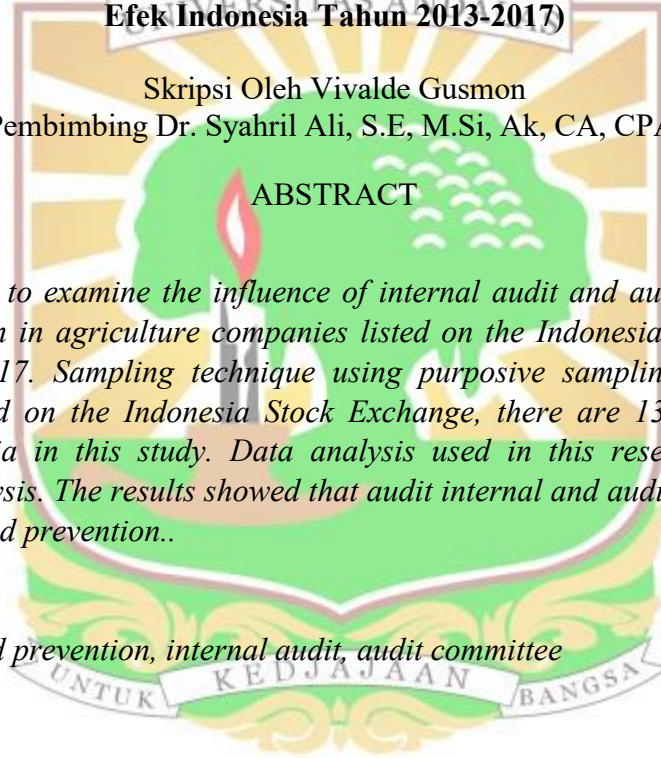 UNIVERSITAS ANDALAS
Efek Indonesia Tahun 2013-2017)
Skripsi Oleh Vivalde Gusmon
Pembimbing Dr. Syahril Ali, S.E, M.Si, Ak, CA, CPA
ABSTRACT
to examine the influence of internal audit and au
in agriculture companies listed on the Indonesia
17. Sampling technique using purposive samplin
on the Indonesia Stock Exchange, there are 13
in this study. Data analysis used in this rese
The results showed that audit internal and audi
prevention..
prevention, internal audit, audit committee
UNTUK KEDJAJAAN BANGSA